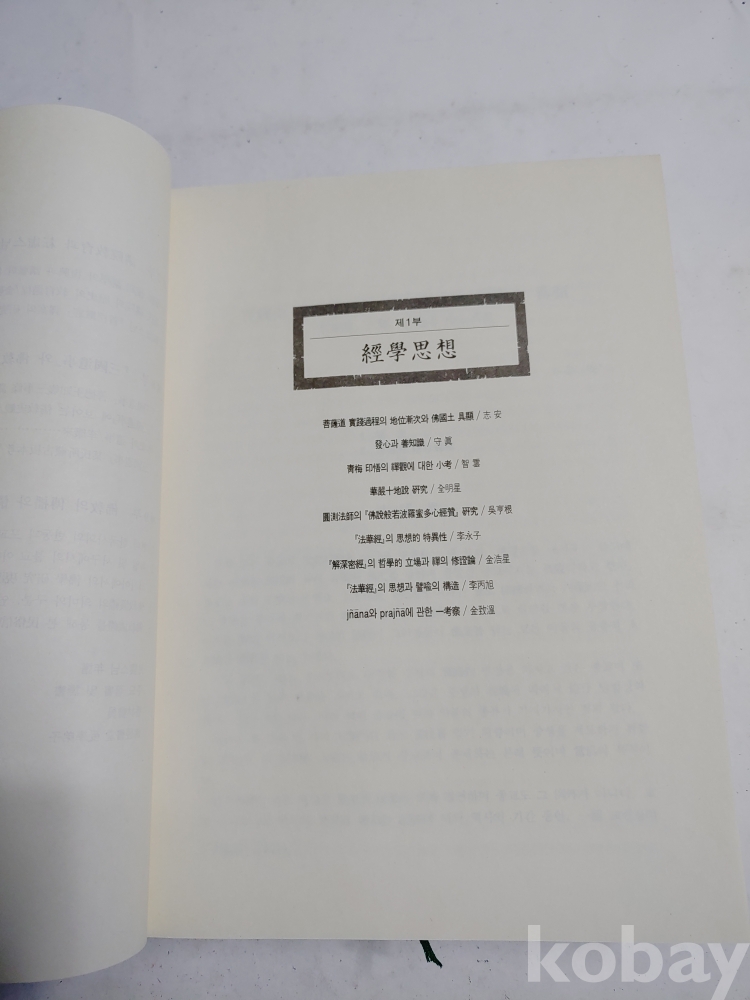 제1부
經學思想
菩薩道 實踐過程의 地位漸次와 佛國土 具顯 / 志 安
發心과 善知識 / 守 眞
靑梅 印悟의 禪觀에 대한 小考 / 智 雲
華嚴十地說 硏究 / 全明星
圓測法師의 『佛說般若波羅蜜多心經贊』 硏究 / 吳亨根
『法華經』의 思想的 特異性 / 李永子
『解深密經』의 哲學的 立場과 禪의 修證論 / 金浩星
『法華經』의 思想과 譬喩의 構造 / 李丙旭
jñāna와 prajñā에 관한 一考察 / 金致溫
kobay